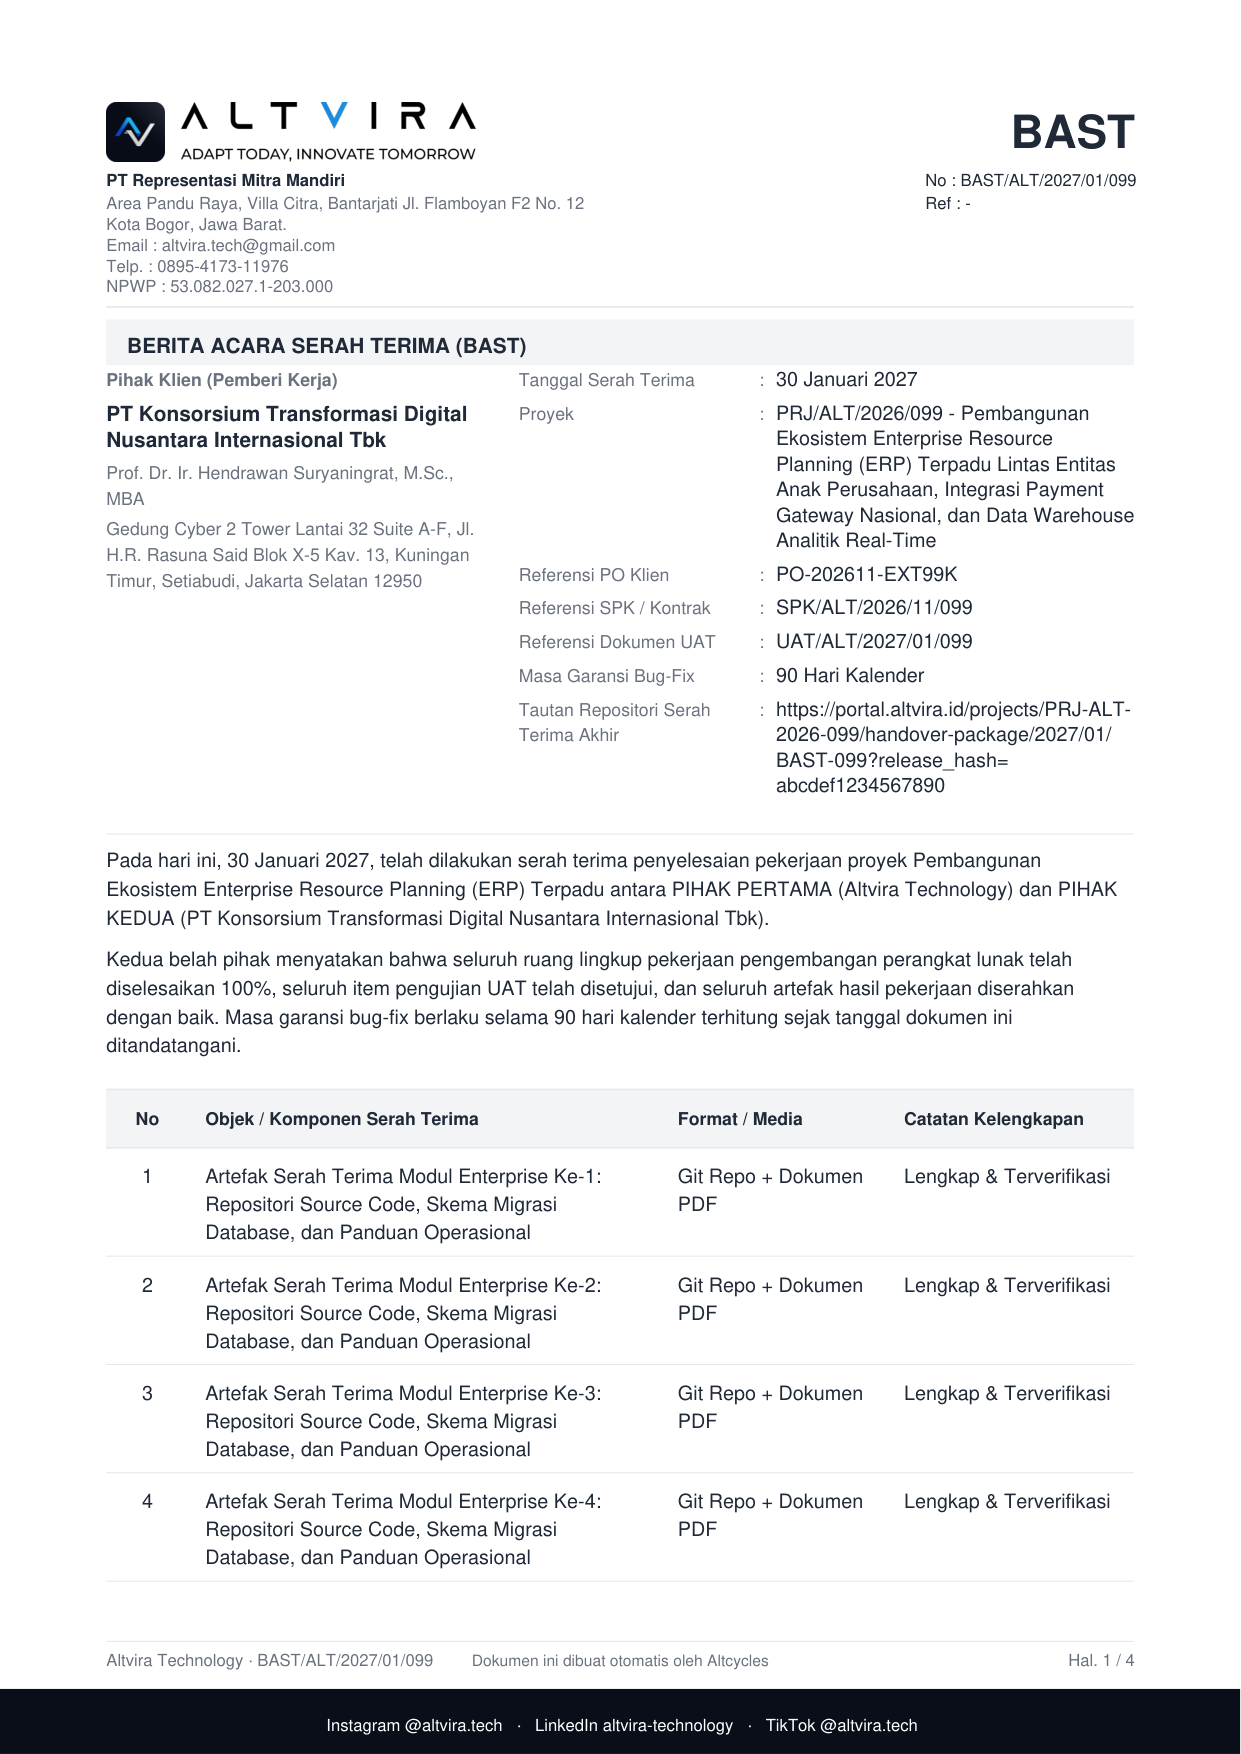 ALTVIRA
ADAPT TODAY, INNOVATE TOMORROW
BAST
PT Representasi Mitra Mandiri
Area Pandu Raya, Villa Citra, Bantarjati Jl. Flamboyan F2 No. 12
Kota Bogor, Jawa Barat.
Email : altvira.tech@gmail.com
Telp. : 0895-4173-11976
NPWP : 53.082.027.1-203.000
No : BAST/ALT/2027/01/099
Ref : -
BERITA ACARA SERAH TERIMA (BAST)
Pihak Klien (Pemberi Kerja)
PT Konsorsium Transformasi Digital
Nusantara Internasional Tbk
Prof. Dr. Ir. Hendrawan Suryaningrat, M.Sc.,
MBA
Gedung Cyber 2 Tower Lantai 32 Suite A-F, Jl.
H.R. Rasuna Said Blok X-5 Kav. 13, Kuningan
Timur, Setiabudi, Jakarta Selatan 12950
Tanggal Serah Terima : 30 Januari 2027
Proyek : PRJ/ALT/2026/099 - Pembangunan
Ekosistem Enterprise Resource
Planning (ERP) Terpadu Lintas Entitas
Anak Perusahaan, Integrasi Payment
Gateway Nasional, dan Data Warehouse
Analitik Real-Time
Referensi PO Klien : PO-202611-EXT99K
Referensi SPK / Kontrak : SPK/ALT/2026/11/099
Referensi Dokumen UAT : UAT/ALT/2027/01/099
Masa Garansi Bug-Fix : 90 Hari Kalender
Tautan Repositori Serah : https://portal.altvira.id/projects/PRJ-ALT-
Terima Akhir 2026-099/handover-package/2027/01/
BAST-099?release_hash=
abcdef1234567890
Pada hari ini, 30 Januari 2027, telah dilakukan serah terima penyelesaian pekerjaan proyek Pembangunan
Ekosistem Enterprise Resource Planning (ERP) Terpadu antara PIHAK PERTAMA (Altvira Technology) dan PIHAK
KEDUA (PT Konsorsium Transformasi Digital Nusantara Internasional Tbk).
Kedua belah pihak menyatakan bahwa seluruh ruang lingkup pekerjaan pengembangan perangkat lunak telah
diselesaikan 100%, seluruh item pengujian UAT telah disetujui, dan seluruh artefak hasil pekerjaan diserahkan
dengan baik. Masa garansi bug-fix berlaku selama 90 hari kalender terhitung sejak tanggal dokumen ini
ditandatangani.
No Objek / Komponen Serah Terima Format / Media Catatan Kelengkapan
1 Artefak Serah Terima Modul Enterprise Ke-1: Git Repo + Dokumen Lengkap & Terverifikasi
Repositori Source Code, Skema Migrasi PDF
Database, dan Panduan Operasional
2 Artefak Serah Terima Modul Enterprise Ke-2: Git Repo + Dokumen Lengkap & Terverifikasi
Repositori Source Code, Skema Migrasi PDF
Database, dan Panduan Operasional
3 Artefak Serah Terima Modul Enterprise Ke-3: Git Repo + Dokumen Lengkap & Terverifikasi
Repositori Source Code, Skema Migrasi PDF
Database, dan Panduan Operasional
4 Artefak Serah Terima Modul Enterprise Ke-4: Git Repo + Dokumen Lengkap & Terverifikasi
Repositori Source Code, Skema Migrasi PDF
Database, dan Panduan Operasional
Altvira Technology · BAST/ALT/2027/01/099 Dokumen ini dibuat otomatis oleh Altcycles Hal. 1 / 4
Instagram @altvira.tech · LinkedIn altvira-technology · TikTok @altvira.tech